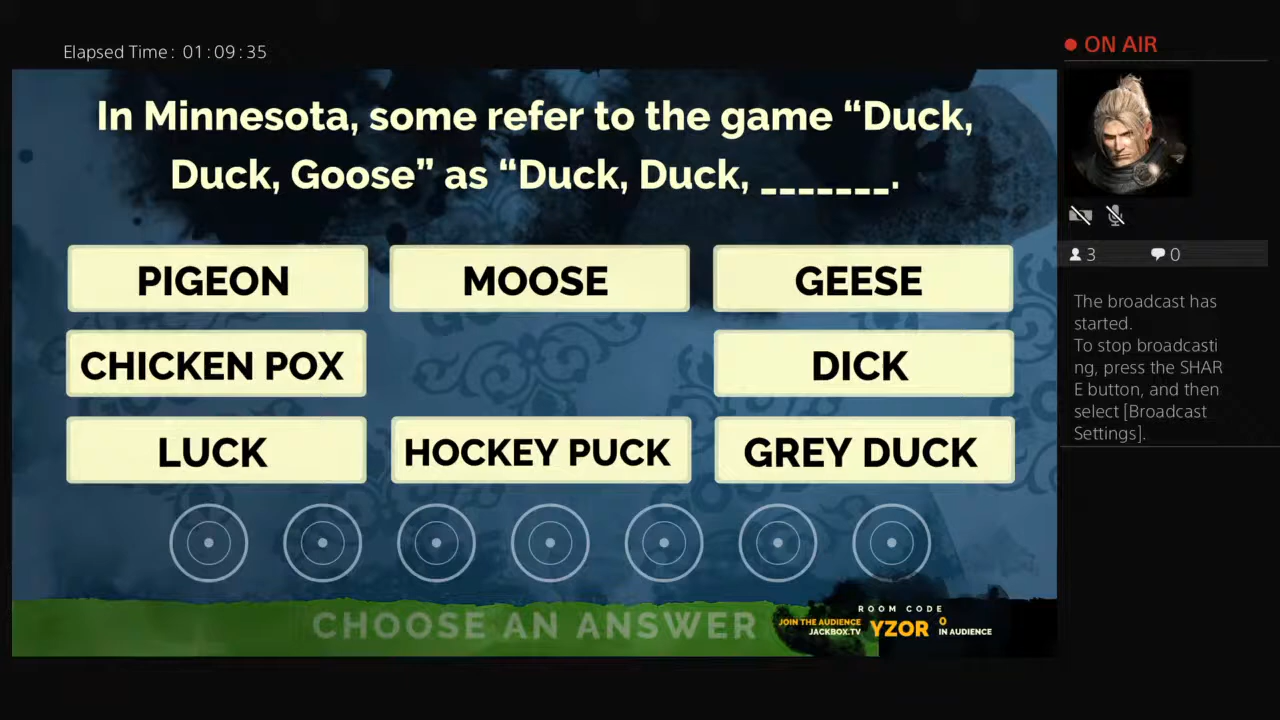 Elapsed Time: 01:09:35
ON AIR
In Minnesota, some refer to the game “Duck,
Duck, Goose” as “Duck, Duck, _______.
PIGEON
MOOSE
GEESE
CHICKEN POX
DICK
LUCK
HOCKEY PUCK
GREY DUCK
CHOOSE AN ANSWER
ROOM CODE
JOIN THE AUDIENCE
JACKBOX.TV
YZOR
0
IN AUDIENCE
3
0
The broadcast has
started.
To stop broadcasti
ng, press the SHAR
E button, and then
select [Broadcast
Settings].